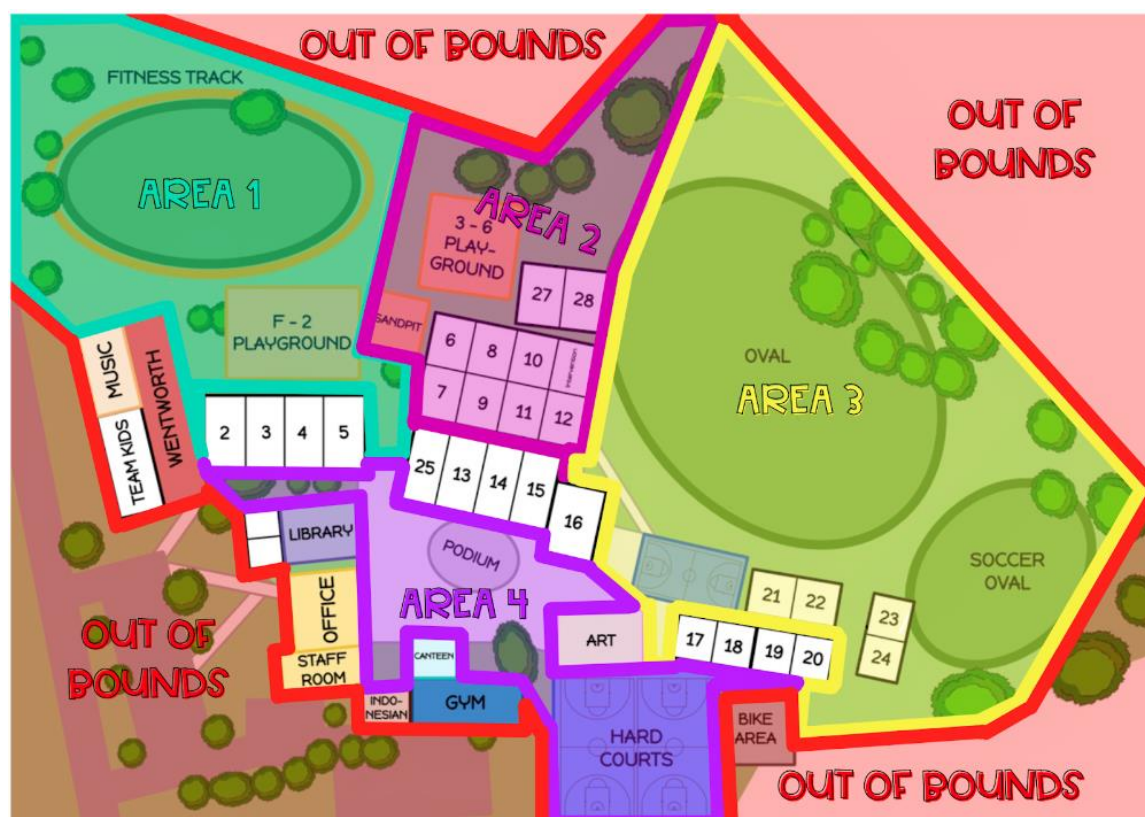 OUT OF BOUNDS
FITNESS TRACK
AREA 1
OUT OF
BOUNDS
AREA 2
3 - 6
PLAY-
GROUND
27
28
SANDPIT
F - 2
PLAYGROUND
6
8
10
Intervention
7
9
11
12
OVAL
AREA 3
MUSIC
WENTWORTH
TEAM KIDS
2
3
4
5
25
13
14
15
16
LIBRARY
PODIUM
SOCCER
OVAL
AREA 4
OFFICE
21
22
23
24
OUT OF
BOUNDS
STAFF
ROOM
CANTEEN
ART
17
18
19
20
INDO-
NESIAN
GYM
HARD
COURTS
BIKE
AREA
OUT OF BOUNDS